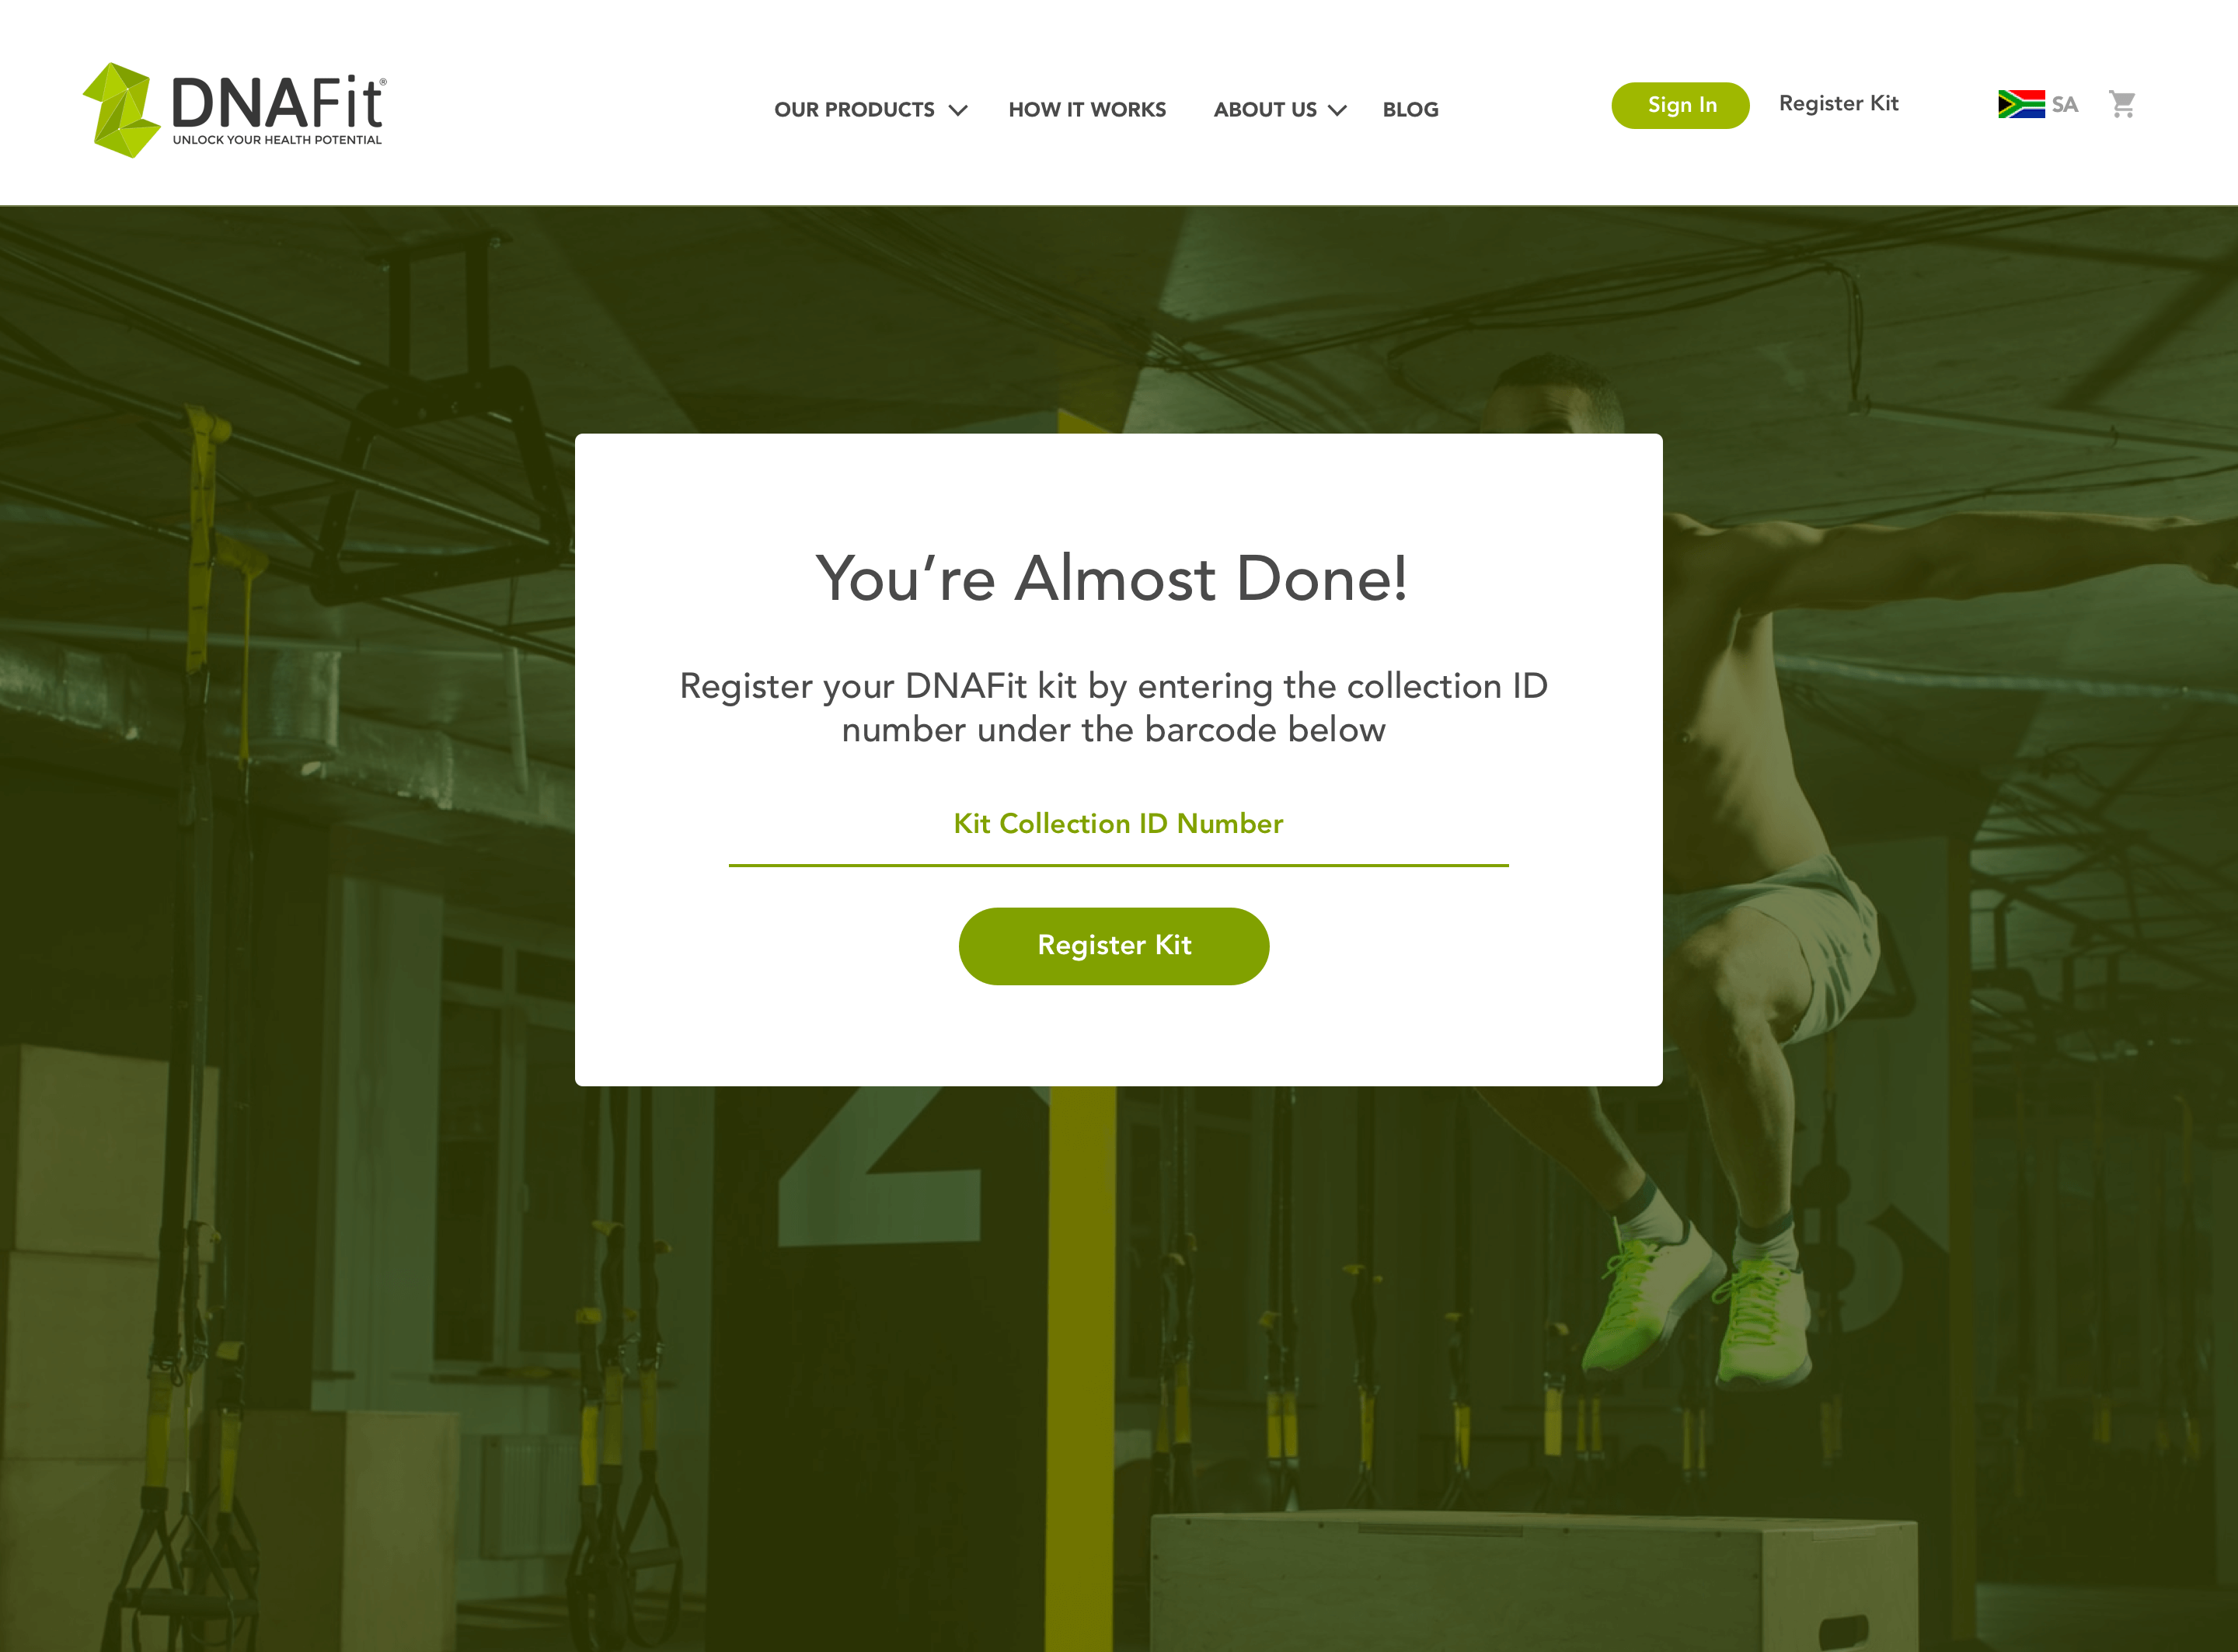 DNAFit®
UNLOCK YOUR HEALTH POTENTIAL
OUR PRODUCTS
HOW IT WORKS
ABOUT US
BLOG
Sign In
Register Kit
SA
You’re Almost Done!
Register your DNAFit kit by entering the collection ID
number under the barcode below
Kit Collection ID Number
Register Kit